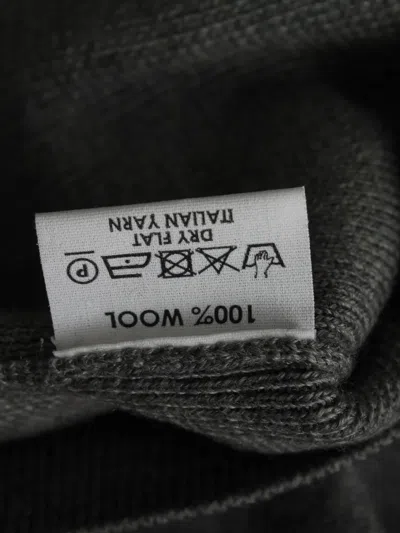 100% WOOL
P
DRY FLAT
ITALIAN YARN